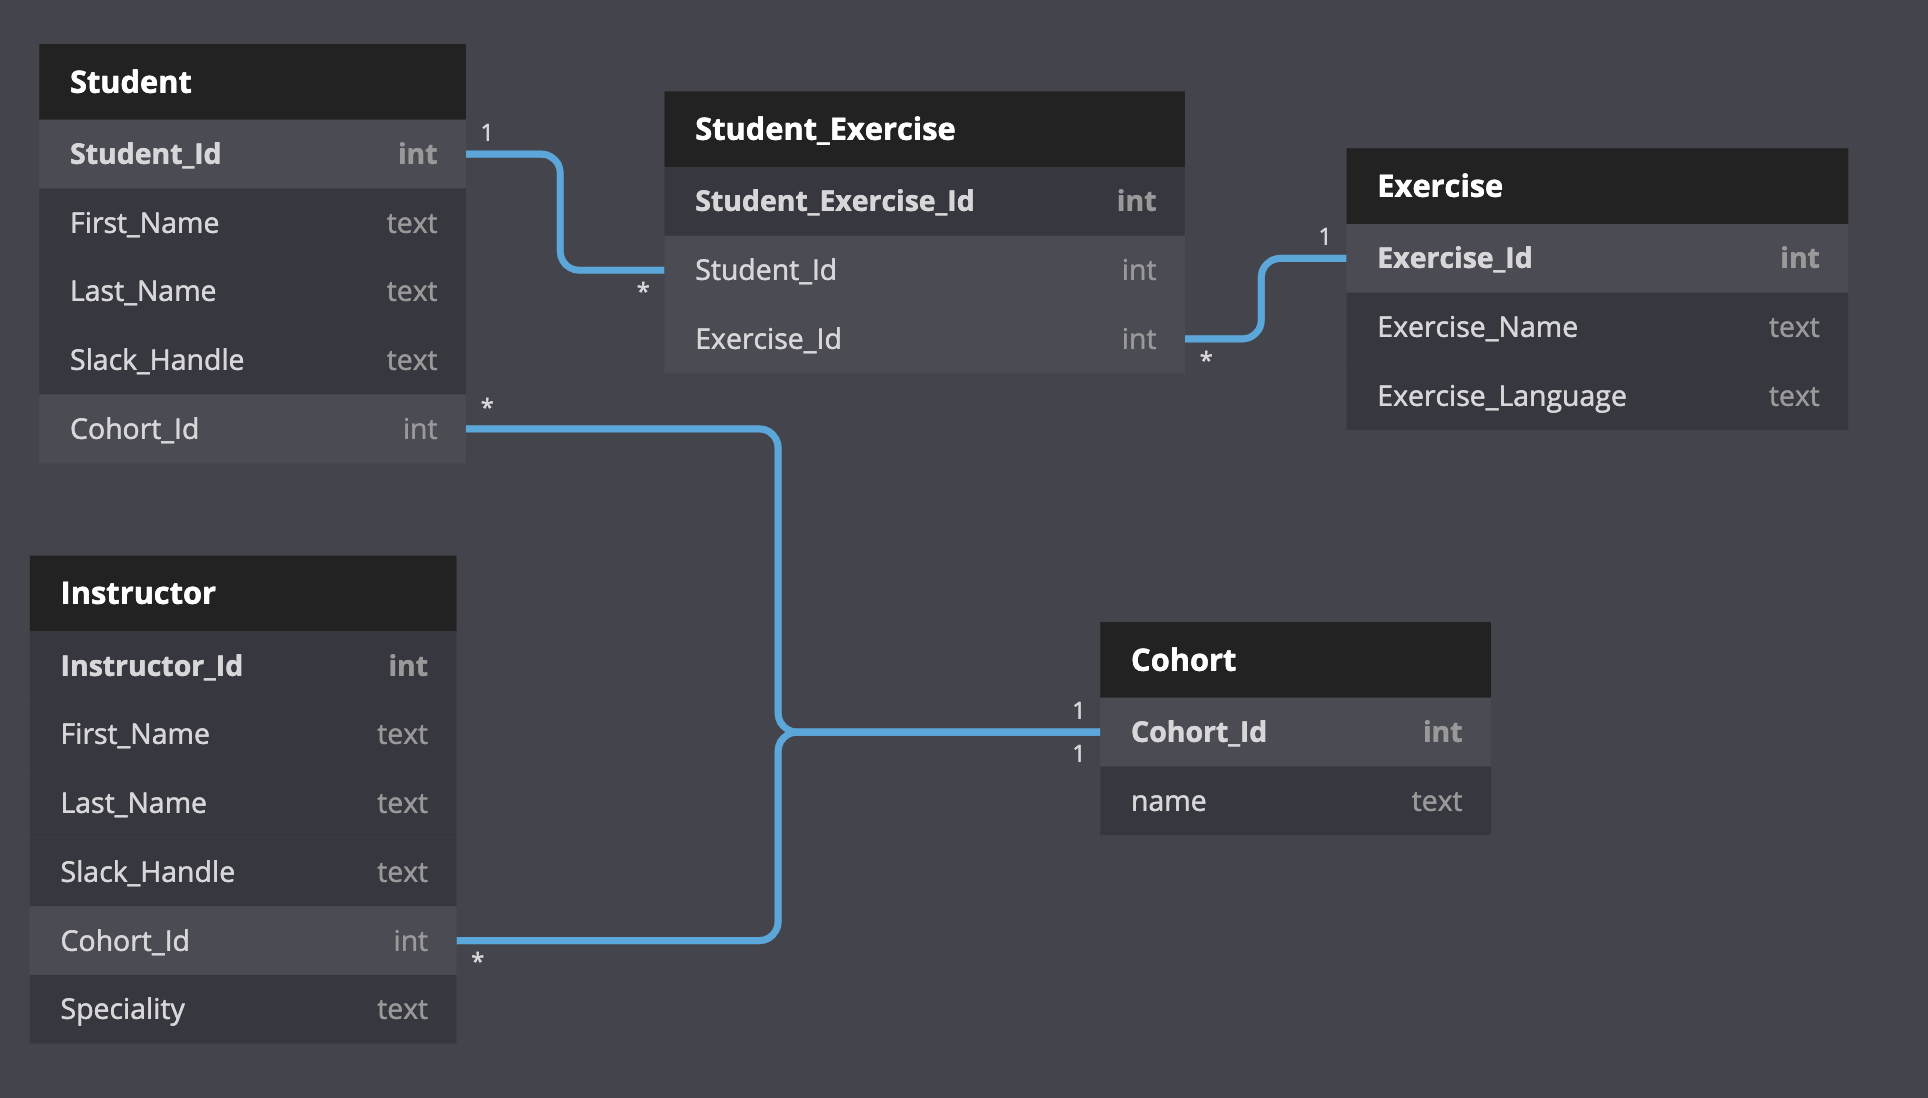 Student
Student_Id int
First_Name text
Last_Name text
Slack_Handle text
Cohort_Id int
1
*
*
Student_Exercise
Student_Exercise_Id int
Student_Id int
Exercise_Id int
*
1
Exercise
Exercise_Id int
Exercise_Name text
Exercise_Language text
Instructor
Instructor_Id int
First_Name text
Last_Name text
Slack_Handle text
Cohort_Id int
Speciality text
*
1
1
Cohort
Cohort_Id int
name text